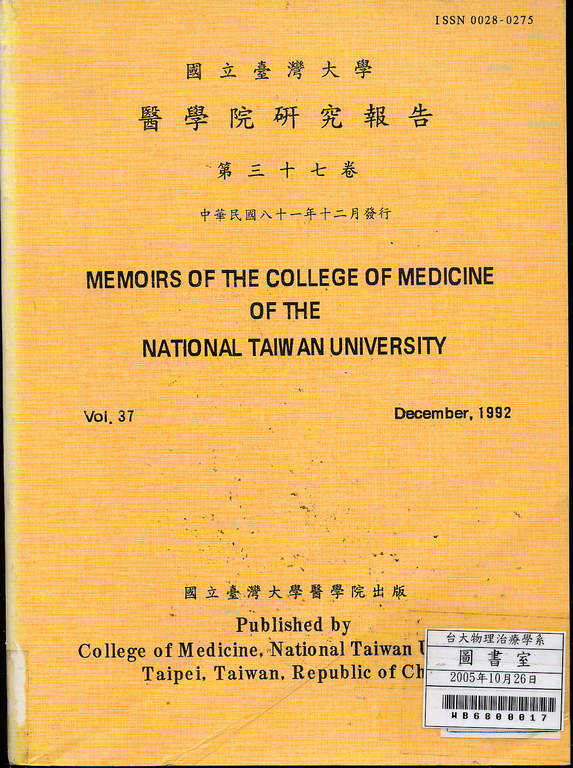 ISSN 0028-0275
國立臺灣大學
醫學院研究報告
第三十七卷
中華民國八十一年十二月發行
MEMOIRS OF THE COLLEGE OF MEDICINE
OF THE
NATIONAL TAIWAN UNIVERSITY
Vol. 37
December, 1992
國立臺灣大學醫學院出版
Published by
College of Medicine, National Taiwan
Taipei, Taiwan, Republic of
台大物理治療學系
圖書室
2005年10月26日
WB6800017